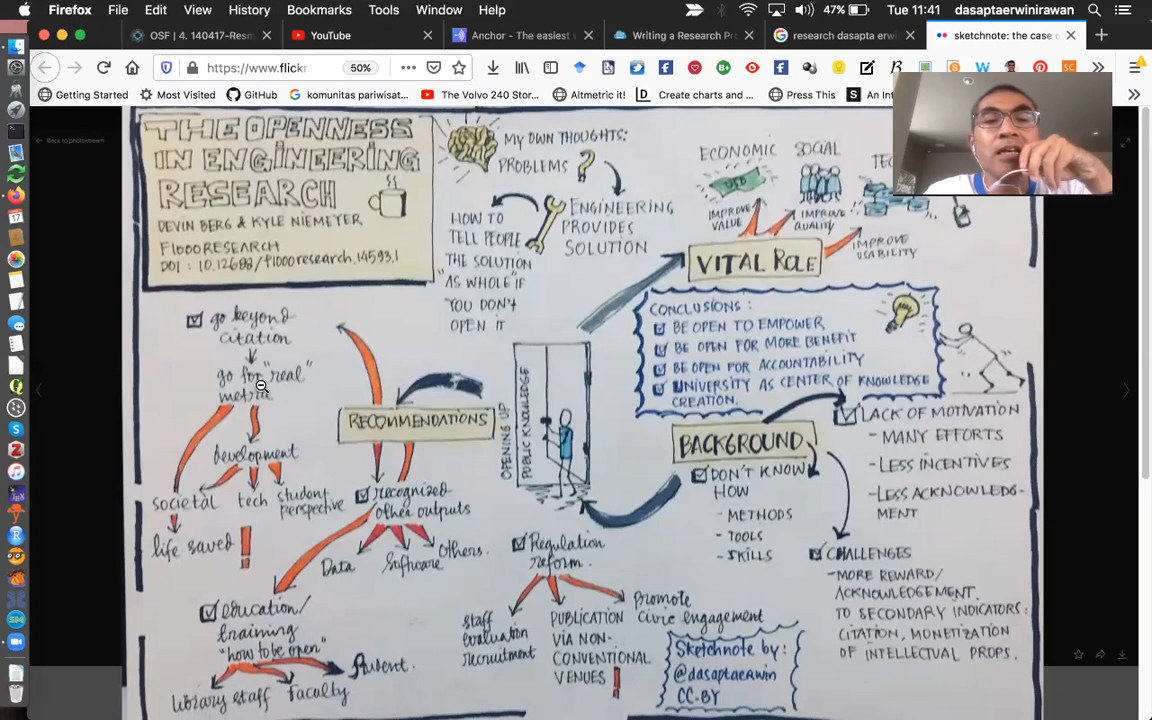 Firefox File Edit View History Bookmarks Tools Window Help
47% Tue 11:41 dasaptaerwinirawan
OSF | 4. 140417-Resm
YouTube
Anchor - The easiest
Writing a Research Pr
research dasapta erwi
sketchnote: the case o
https://www.flickr
50%
Getting Started Most Visited GitHub komunitas pariwisat... The Volvo 240 Stor... Altmetric it! Create charts and ... Press This An Int
Back to photostream
THE OPENNESS
IN ENGINEERING
RESEARCH
DEVIN BERG & KYLE NIEMEYER
F1000RESEARCH
DOI : 10.12688/f1000research.14593.1
MY OWN THOUGHTS:
PROBLEMS ?
ENGINEERING
PROVIDES
SOLUTION
HOW TO
TELL PEOPLE
THE SOLUTION
"AS WHOLE" IF
YOU DON'T
OPEN IT
ECONOMIC
SOCIAL
USD
IMPROVE
VALUE
IMPROVE
QUALITY
IMPROVE
USABILITY
VITAL ROLE
CONCLUSIONS :
BE OPEN TO EMPOWER
BE OPEN FOR MORE BENEFIT
BE OPEN FOR ACCOUNTABILITY
UNIVERSITY AS CENTER OF KNOWLEDGE
CREATION.
go beyond
citation
go for "real"
metric
development
societal
tech
student
perspective
life saved !
RECOMMENDATIONS
recognized
other outputs
Data
Software
Others.
education/
training
"how to be open"
Library staff
Faculty
student.
OPENING UP
PUBLIC KNOWLEDGE
Regulation
reform.
staff
evaluation
recruitment
PUBLICATION
VIA NON-
CONVENTIONAL
VENUES !
Promote
civic engagement
BACKGROUND
DON'T KNOW
HOW
- METHODS
- TOOLS
- SKILLS
LACK OF MOTIVATION
- MANY EFFORTS
- LESS INCENTIVES
- LESS ACKNOWLEDG-
MENT
CHALLENGES
- MORE REWARD/
ACKNOWLEDGEMENT
TO SECONDARY INDICATORS:
CITATION, MONETIZATION
OF INTELLECTUAL PROPS.
Sketchnote by:
@dasaptaerwin
CC-BY